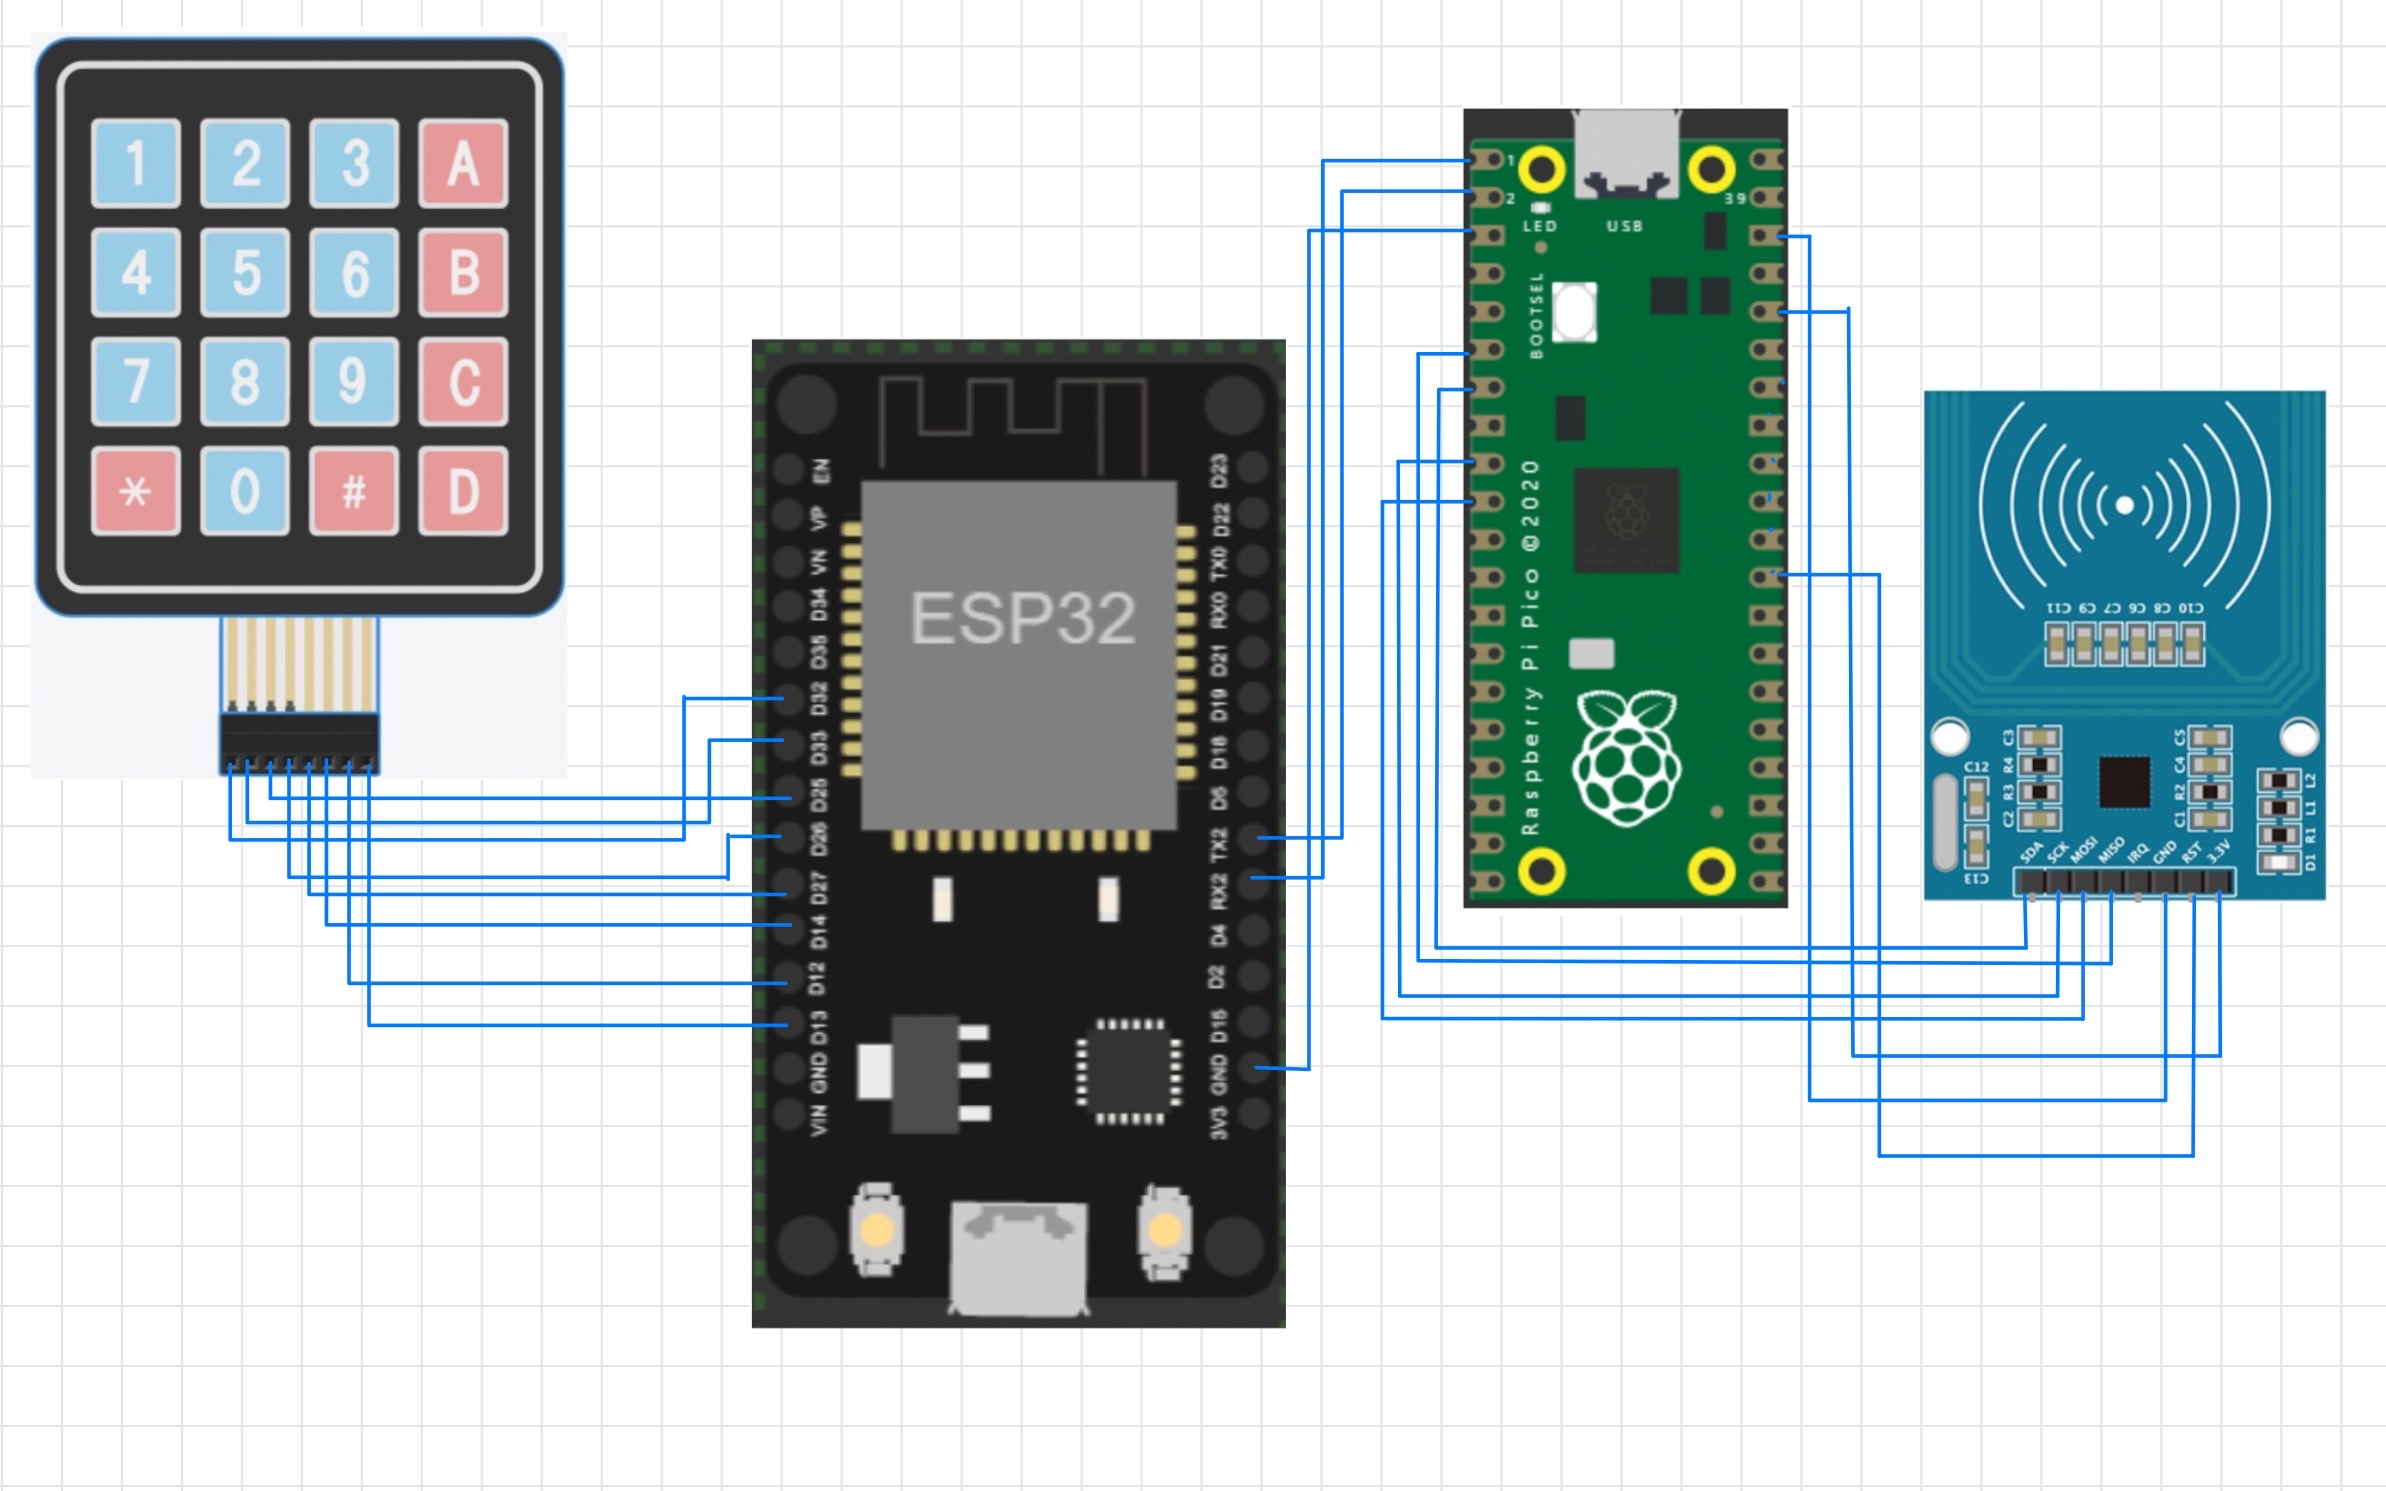 1 2 3 A
4 5 6 B
7 8 9 C
* 0 # D
ESP32
EN
VP
VN
D34
D35
D32
D33
D25
D26
D27
D14
D12
D13
GND
VIN
D23
D22
TX0
RX0
D21
D19
D18
D5
TX2
RX2
D4
D2
D15
GND
3V3
1
2
39
LED
USB
BOOTSEL
Raspberry Pi Pico ©2020
C11 C9 C7 C6 C8 C10
C3
R4
R3
C2
C12
C13
C5
C4
R2
C1
L2
L1
R1
D1
SDA
SCK
MOSI
MISO
IRQ
GND
RST
3.3V